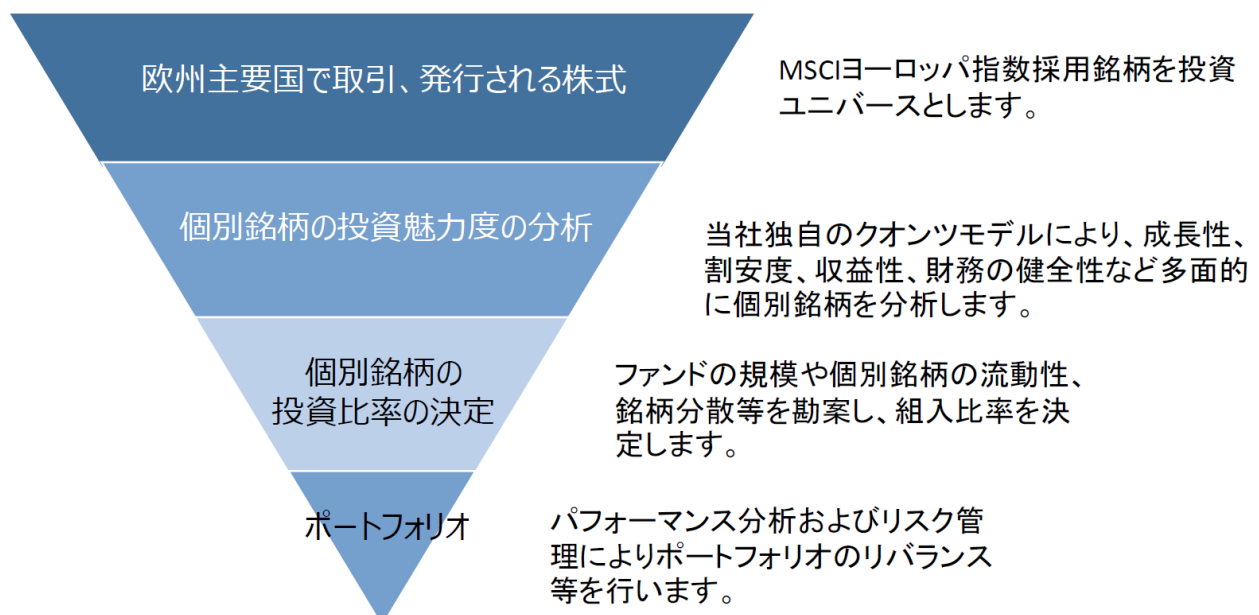 欧州主要国で取引、発行される株式
MSCIヨーロッパ指数採用銘柄を投資
ユニバースとします。
個別銘柄の投資魅力度の分析
当社独自のクオンツモデルにより、成長性、
割安度、収益性、財務の健全性など多面的
に個別銘柄を分析します。
個別銘柄の
投資比率の決定
ファンドの規模や個別銘柄の流動性、
銘柄分散等を勘案し、組入比率を決
定します。
ポートフォリオ
パフォーマンス分析およびリスク管
理によりポートフォリオのリバランス
等を行います。